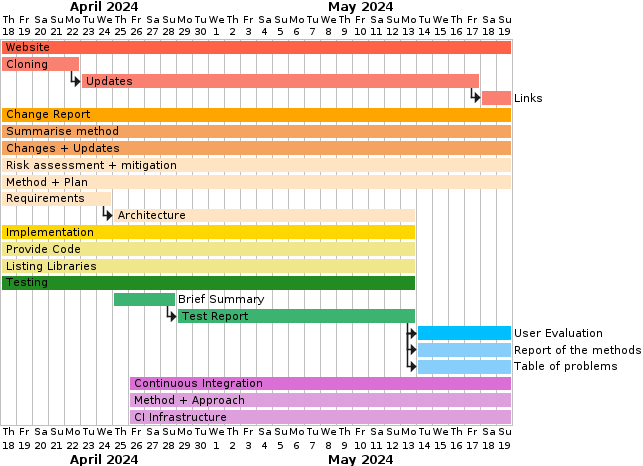 April 2024 May 2024
Th Fr Sa Su Mo Tu We Th Fr Sa Su Mo Tu We Th Fr Sa Su Mo Tu We Th Fr Sa Su Mo Tu We Th Fr Sa Su
18 19 20 21 22 23 24 25 26 27 28 29 30 1 2 3 4 5 6 7 8 9 10 11 12 13 14 15 16 17 18 19
Website
Cloning
Updates
Links
Change Report
Summarise method
Changes + Updates
Risk assessment + mitigation
Method + Plan
Requirements
Architecture
Implementation
Provide Code
Listing Libraries
Testing
Brief Summary
Test Report
User Evaluation
Report of the methods
Table of problems
Continuous Integration
Method + Approach
CI Infrastructure
Th Fr Sa Su Mo Tu We Th Fr Sa Su Mo Tu We Th Fr Sa Su Mo Tu We Th Fr Sa Su Mo Tu We Th Fr Sa Su
18 19 20 21 22 23 24 25 26 27 28 29 30 1 2 3 4 5 6 7 8 9 10 11 12 13 14 15 16 17 18 19
April 2024 May 2024